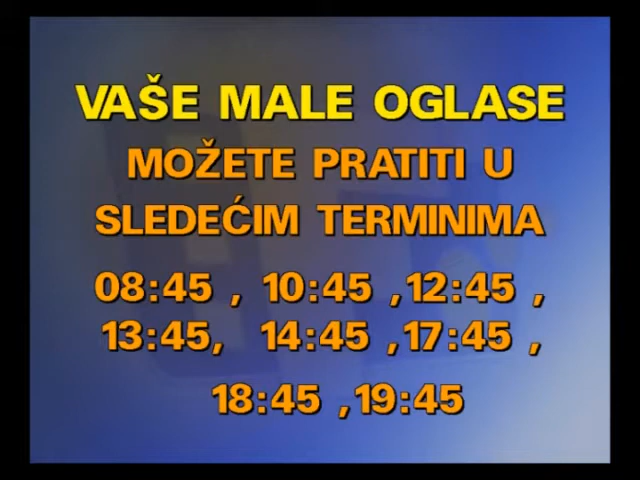 VAŠE MALE OGLASE
MOŽETE PRATITI U
SLEDEĆIM TERMINIMA
08:45 , 10:45 ,12:45 ,
13:45, 14:45 ,17:45 ,
18:45 ,19:45